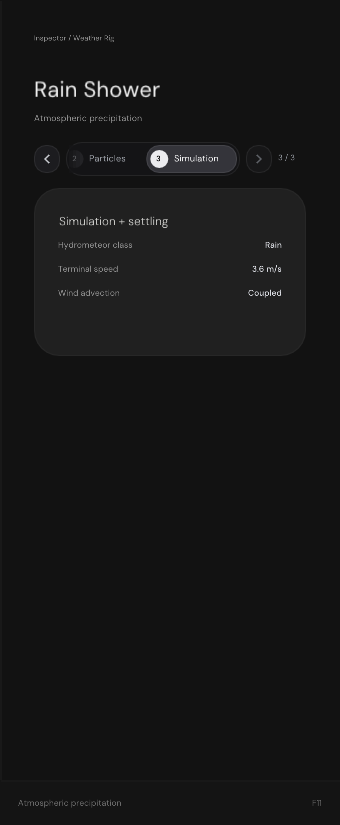 Inspector / Weather Rig
Rain Shower
Atmospheric precipitation
2 Particles 3 Simulation 3 / 3
Simulation + settling
Hydrometeor class Rain
Terminal speed 3.6 m/s
Wind advection Coupled
Atmospheric precipitation F11